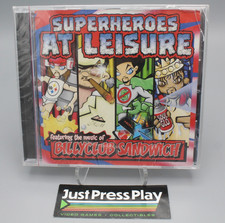 SUPERHEROES
AT LEISURE
featuring the music of
BILLYCLUB SANDWICH
JUST PRESS PLAY
VIDEO GAMES + COLLECTIBLES